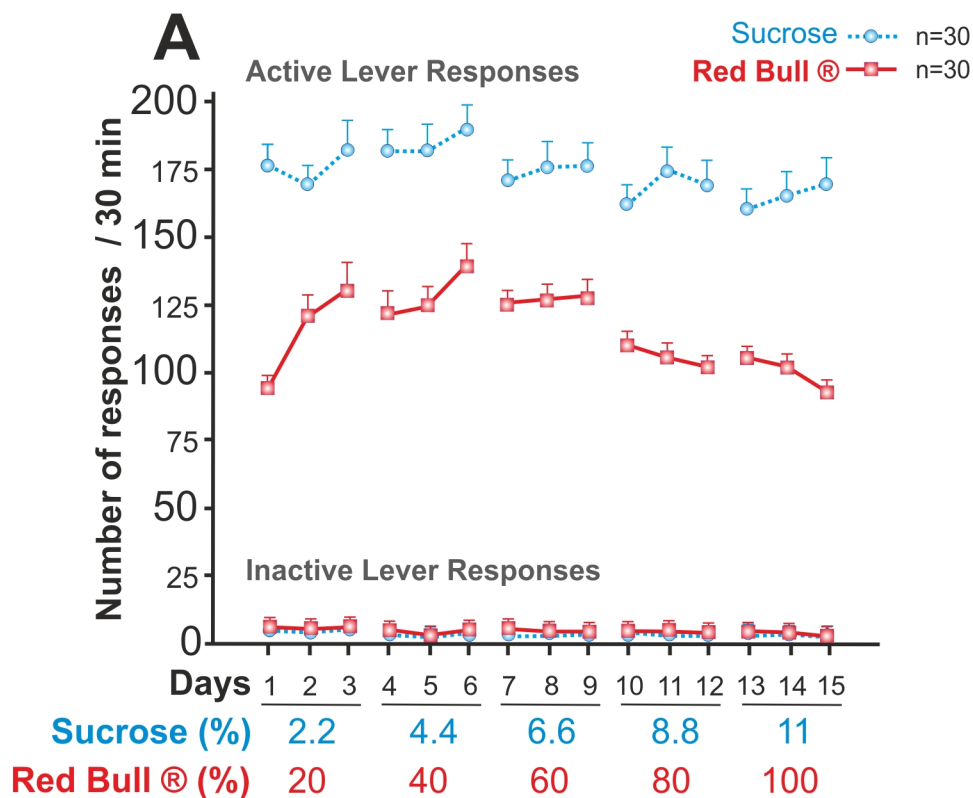 A
Sucrose n=30
Red Bull ® n=30
Active Lever Responses
Number of responses / 30 min
200
175
150
125
100
75
50
25
0
Inactive Lever Responses
Days 1 2 3 4 5 6 7 8 9 10 11 12 13 14 15
Sucrose (%) 2.2 4.4 6.6 8.8 11
Red Bull ® (%) 20 40 60 80 100